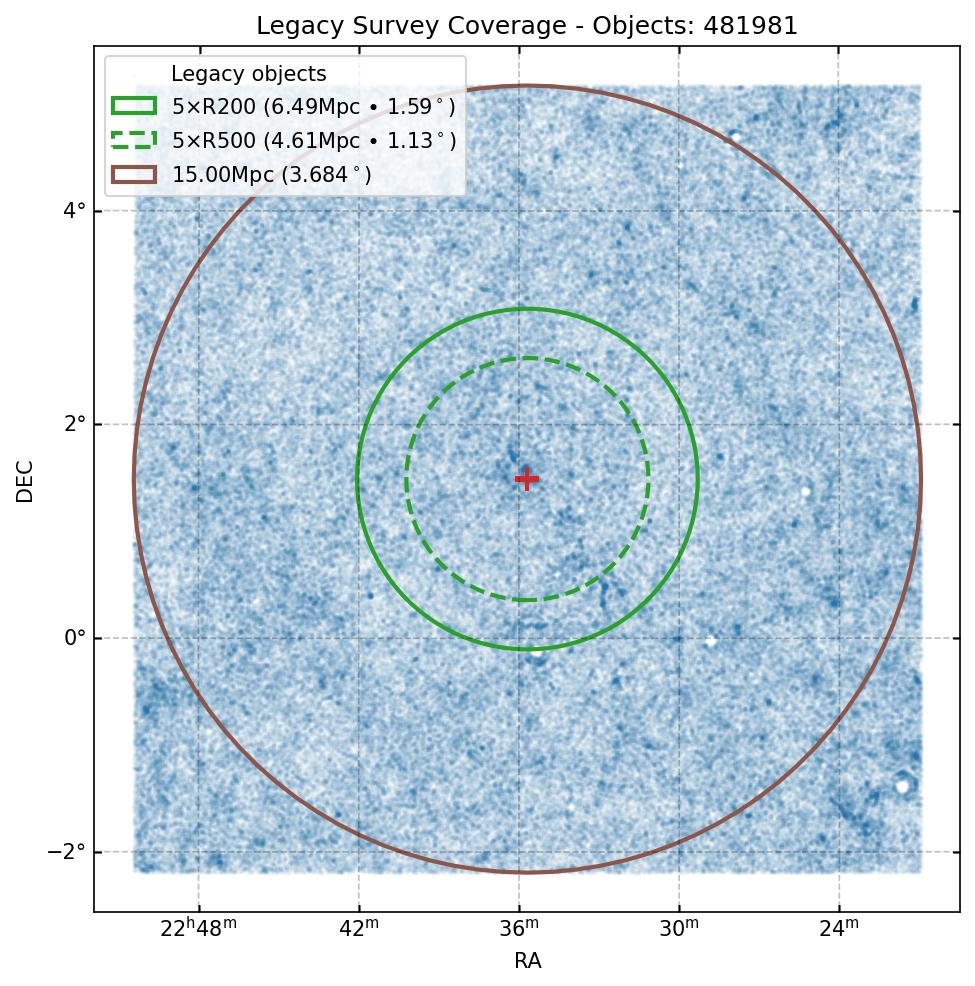 Legacy Survey Coverage - Objects: 481981
Legacy objects
5×R200 (6.49Mpc • 1.59°)
5×R500 (4.61Mpc • 1.13°)
15.00Mpc (3.684°)
4°
2°
0°
−2°
DEC
22ʰ48ᵐ 42ᵐ 36ᵐ 30ᵐ 24ᵐ
RA